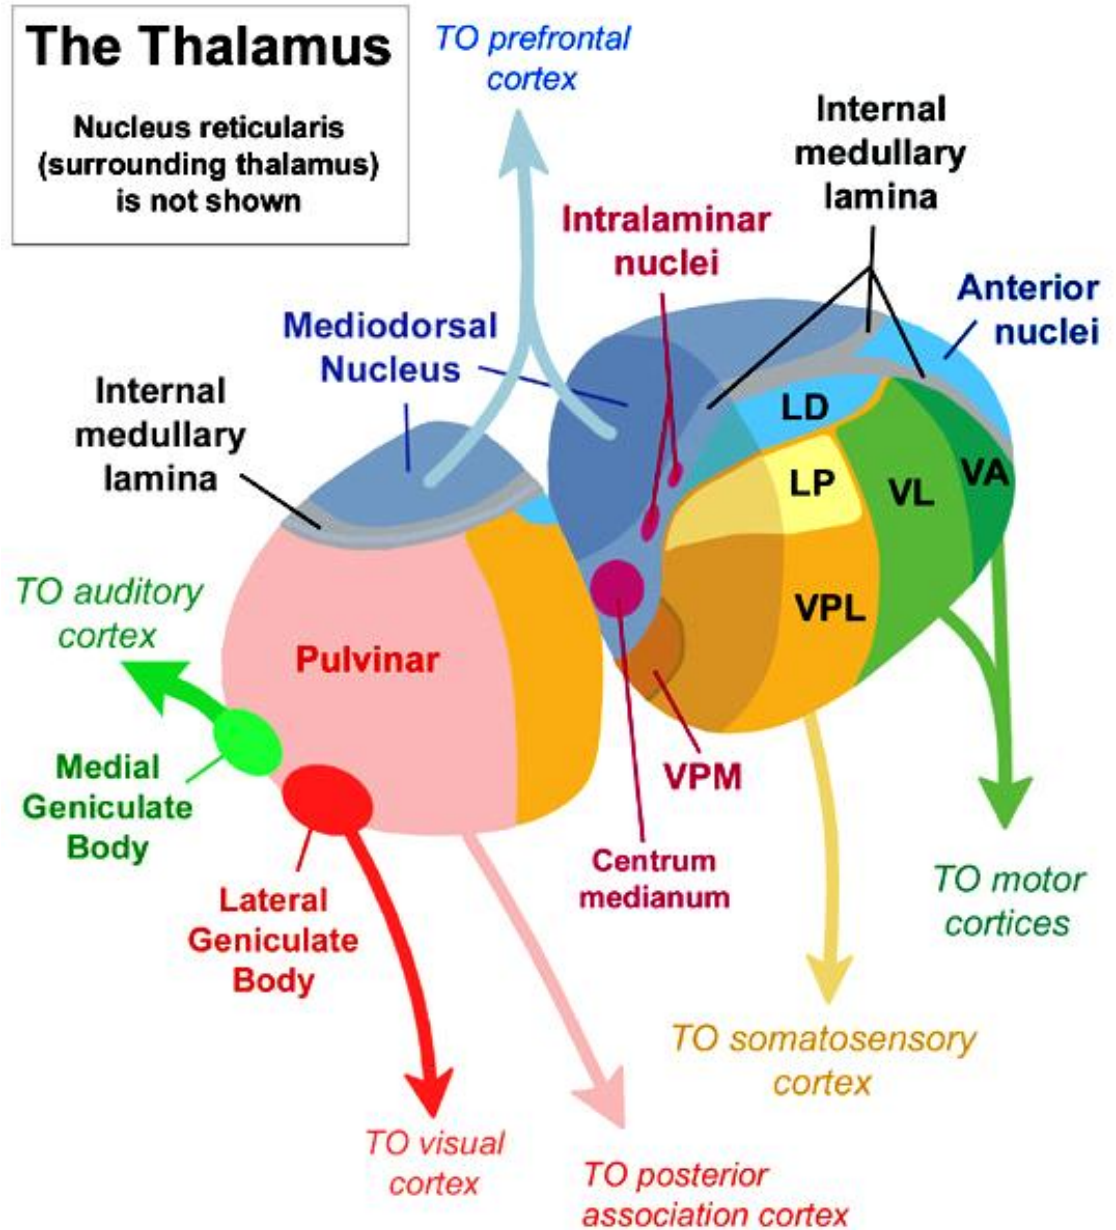 The Thalamus
Nucleus reticularis
(surrounding thalamus)
is not shown
TO prefrontal
cortex
Internal
medullary
lamina
Intralaminar
nuclei
Anterior
nuclei
Mediodorsal
Nucleus
Internal
medullary
lamina
LD
LP
VL
VA
TO auditory
cortex
VPL
Pulvinar
Medial
Geniculate
Body
VPM
Centrum
medianum
TO motor
cortices
Lateral
Geniculate
Body
TO somatosensory
cortex
TO visual
cortex
TO posterior
association cortex